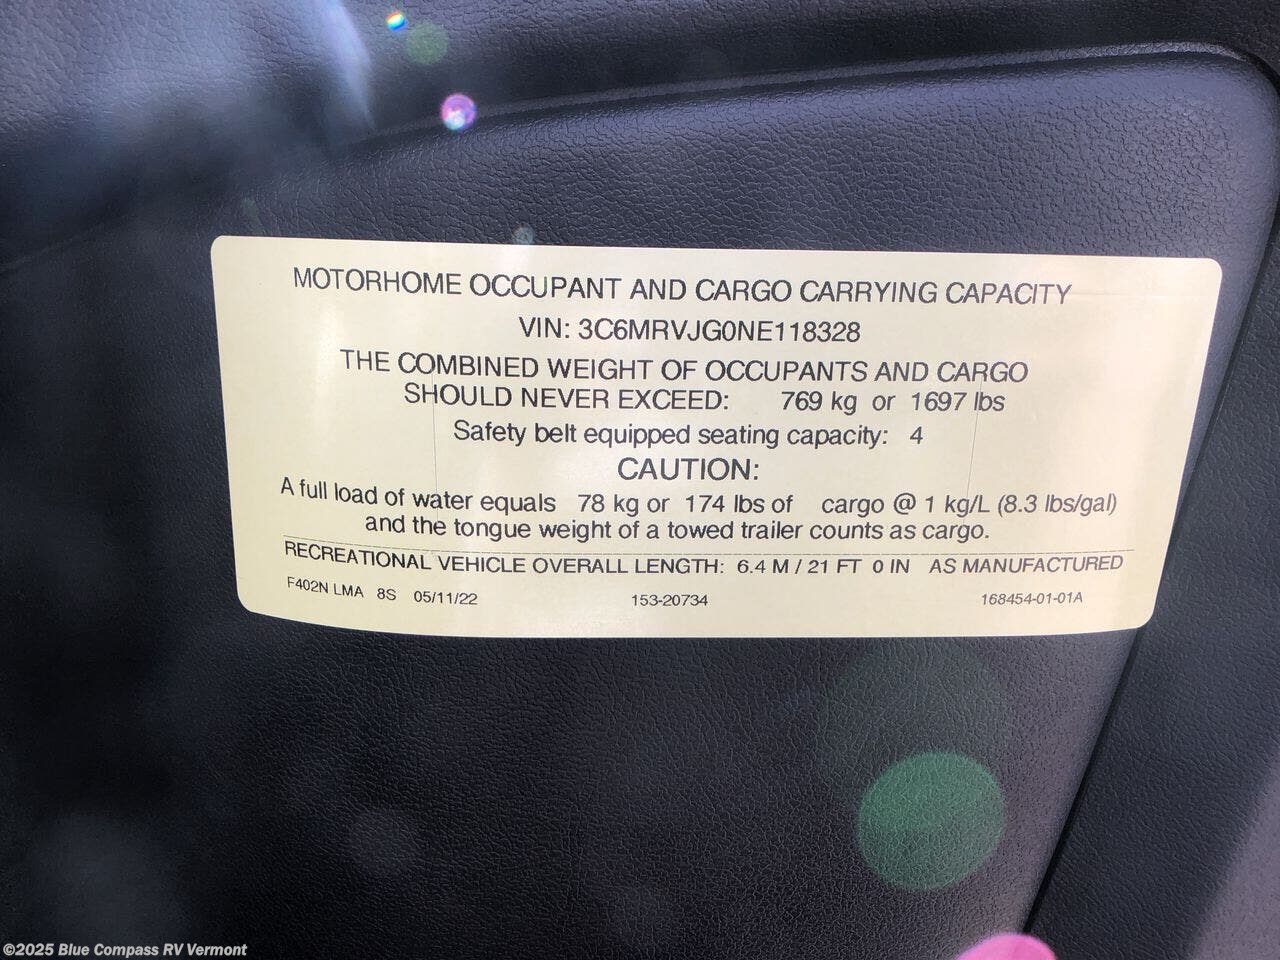 MOTORHOME OCCUPANT AND CARGO CARRYING CAPACITY
VIN: 3C6MRVJG0NE118328
THE COMBINED WEIGHT OF OCCUPANTS AND CARGO
SHOULD NEVER EXCEED: 769 kg or 1697 lbs
Safety belt equipped seating capacity: 4
CAUTION:
A full load of water equals 78 kg or 174 lbs of cargo @ 1 kg/L (8.3 lbs/gal)
and the tongue weight of a towed trailer counts as cargo.
RECREATIONAL VEHICLE OVERALL LENGTH: 6.4 M / 21 FT 0 IN AS MANUFACTURED
F402N LMA 8S 05/11/22 153-20734 168454-01-01A
©2025 Blue Compass RV Vermont